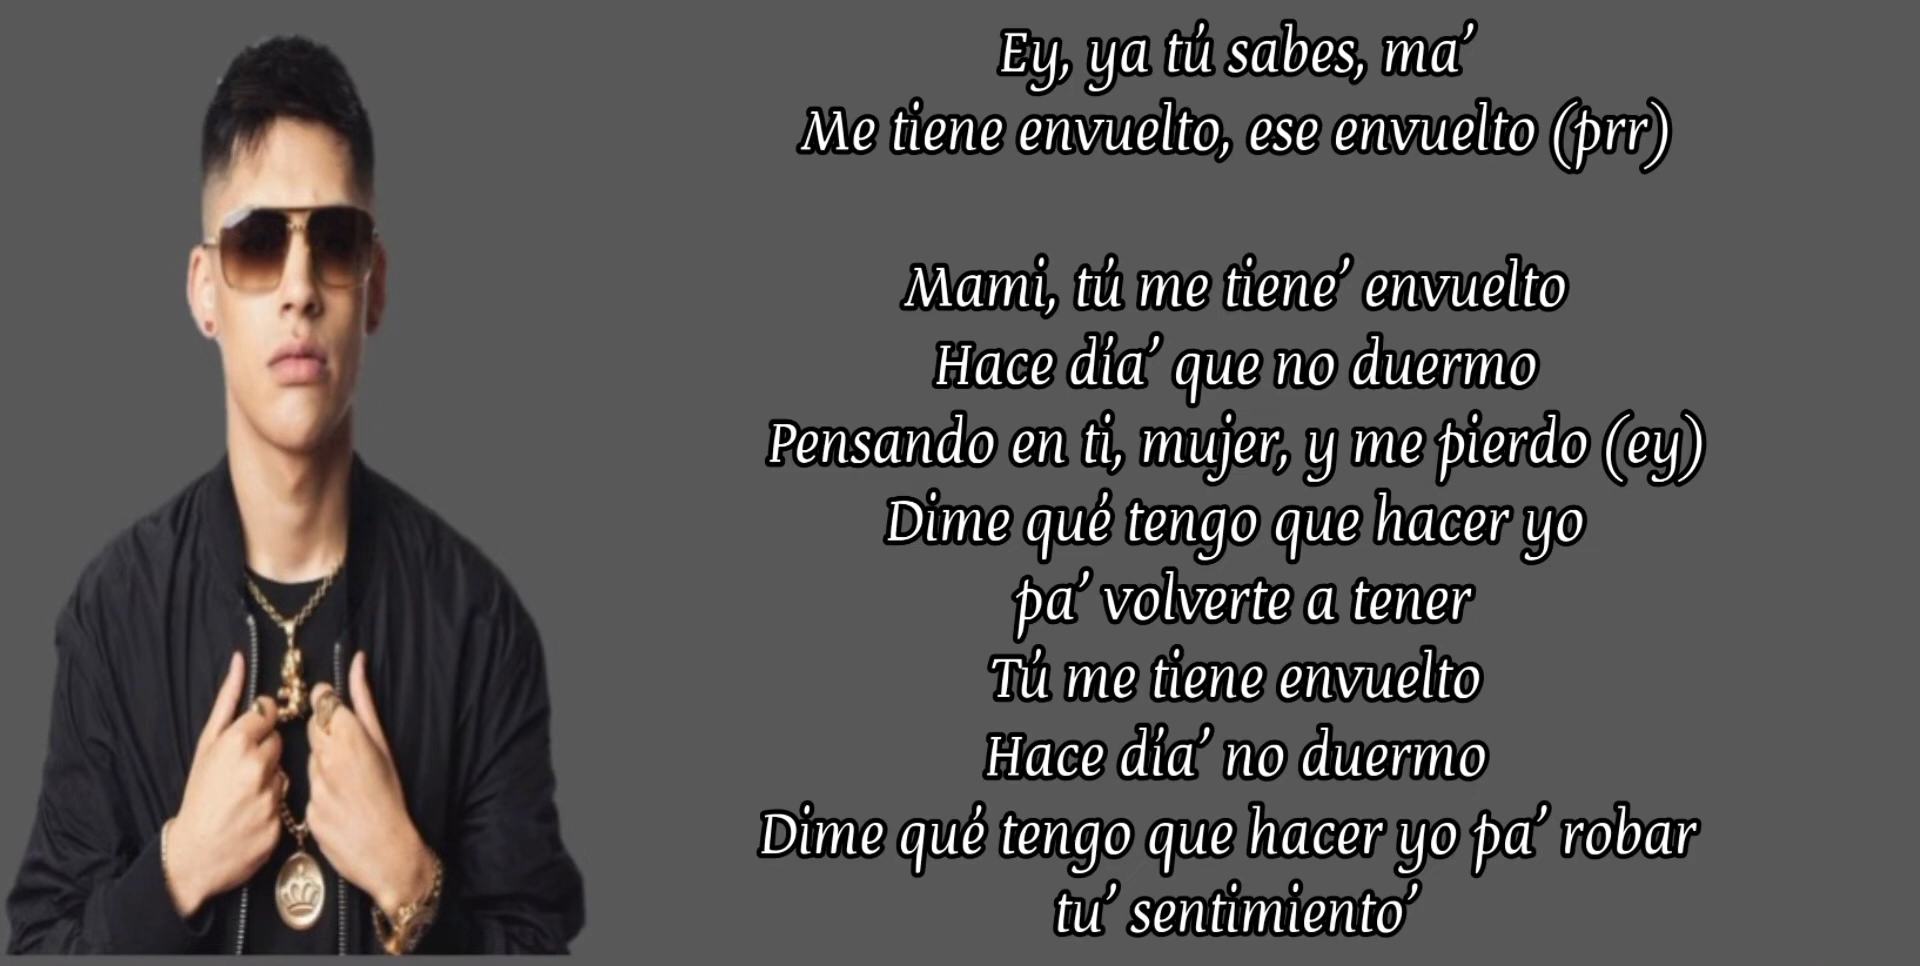 Ey, ya tú sabes, ma’
Me tiene envuelto, ese envuelto (prr)
Mami, tú me tiene’ envuelto
Hace día’ que no duermo
Pensando en ti, mujer, y me pierdo (ey)
Dime qué tengo que hacer yo
pa’ volverte a tener
Tú me tiene envuelto
Hace día’ no duermo
Dime qué tengo que hacer yo pa’ robar
tu’ sentimiento’